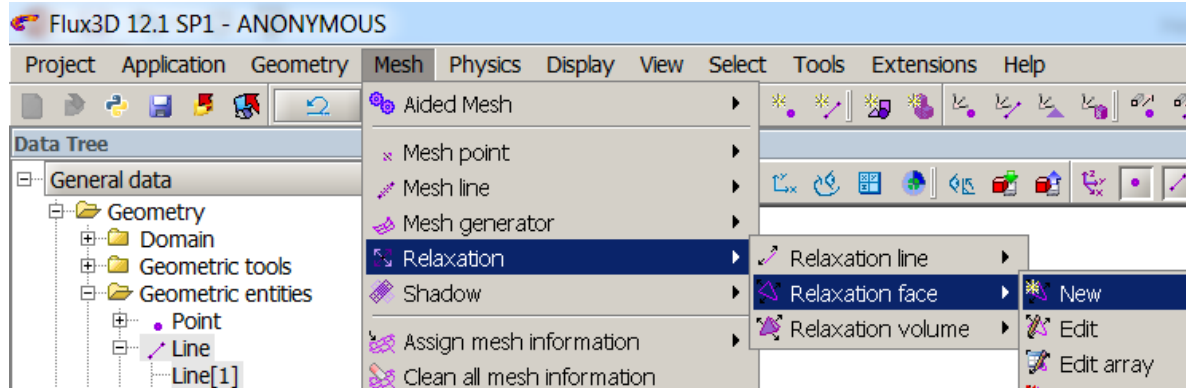 Flux3D 12.1 SP1 - ANONYMOUS
Project Application Geometry Mesh Physics Display View Select Tools Extensions Help
Aided Mesh
Data Tree
Mesh point
General data
Mesh line
Geometry
Mesh generator
Domain
Relaxation
Relaxation line
Geometric tools
Shadow
Relaxation face
New
Geometric entities
Point
Relaxation volume
Edit
Line
Assign mesh information
Edit array
Line[1]
Clean all mesh information